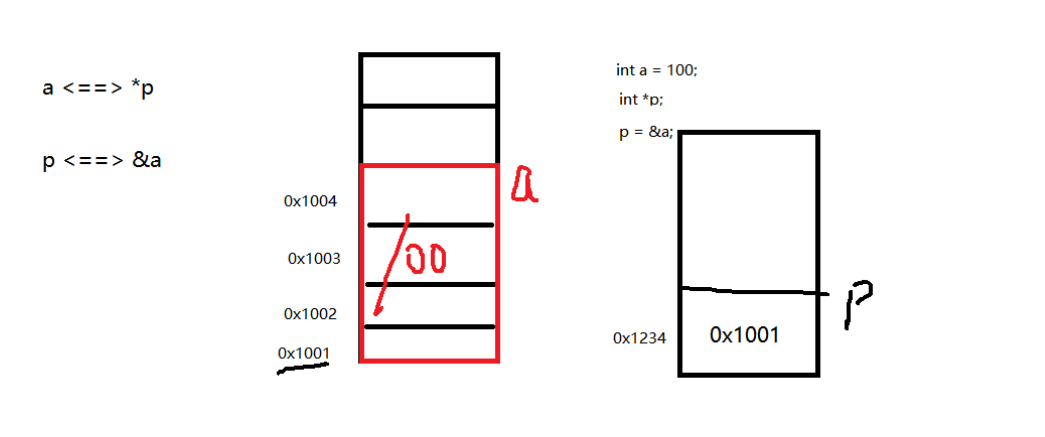 a <==> *p
p <==> &a
0x1004
0x1003
0x1002
0x1001
a
100
int a = 100;
int *p;
p = &a;
0x1234
0x1001
P